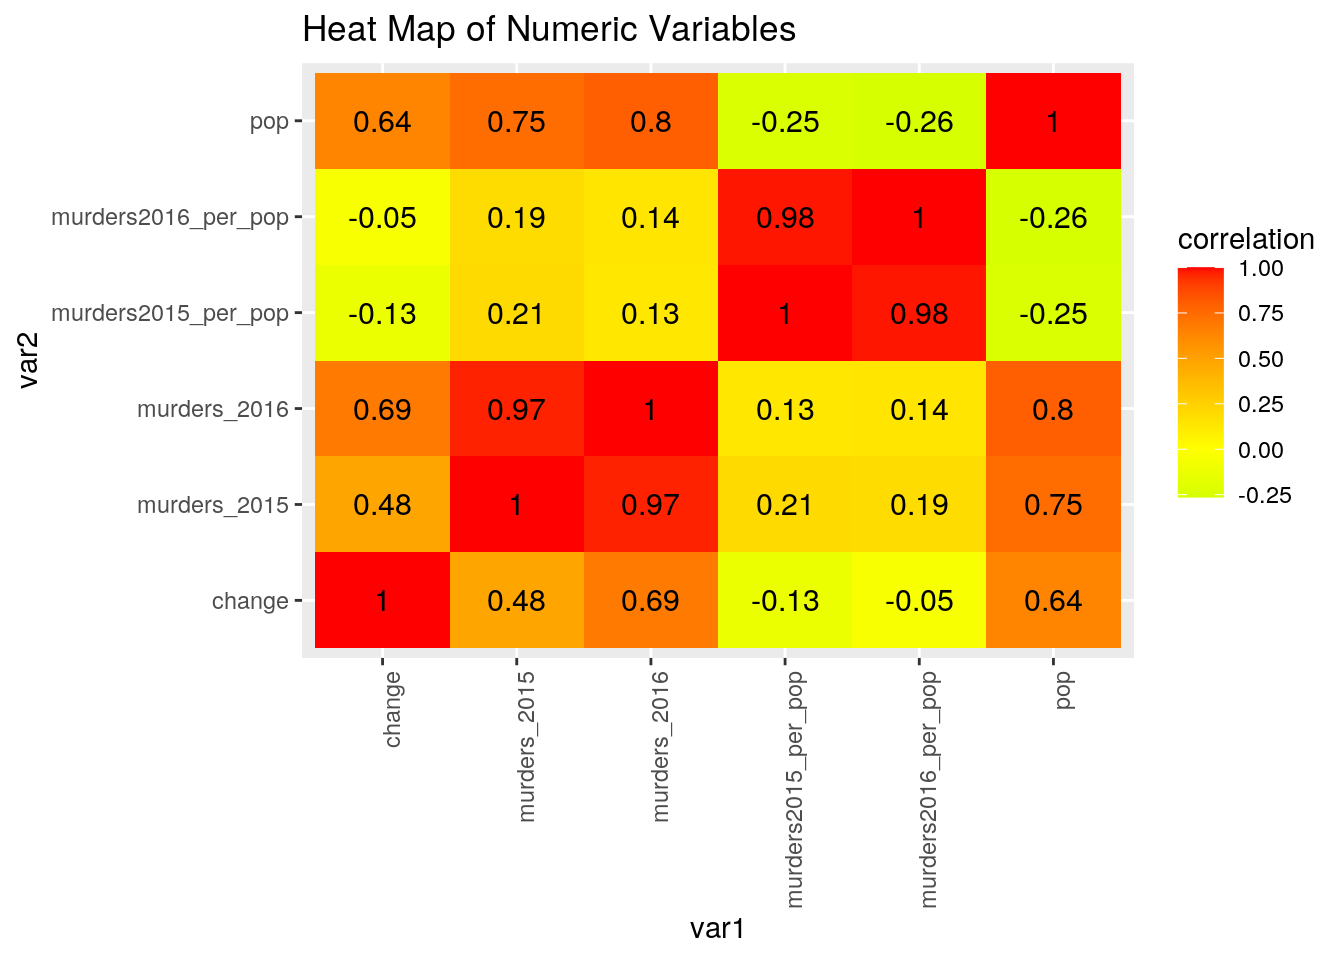 Heat Map of Numeric Variables
var2
pop 0.64 0.75 0.8 -0.25 -0.26 1
murders2016_per_pop -0.05 0.19 0.14 0.98 1 -0.26
murders2015_per_pop -0.13 0.21 0.13 1 0.98 -0.25
murders_2016 0.69 0.97 1 0.13 0.14 0.8
murders_2015 0.48 1 0.97 0.21 0.19 0.75
change 1 0.48 0.69 -0.13 -0.05 0.64
change murders_2015 murders_2016 murders2015_per_pop murders2016_per_pop pop
var1
correlation
1.00
0.75
0.50
0.25
0.00
-0.25